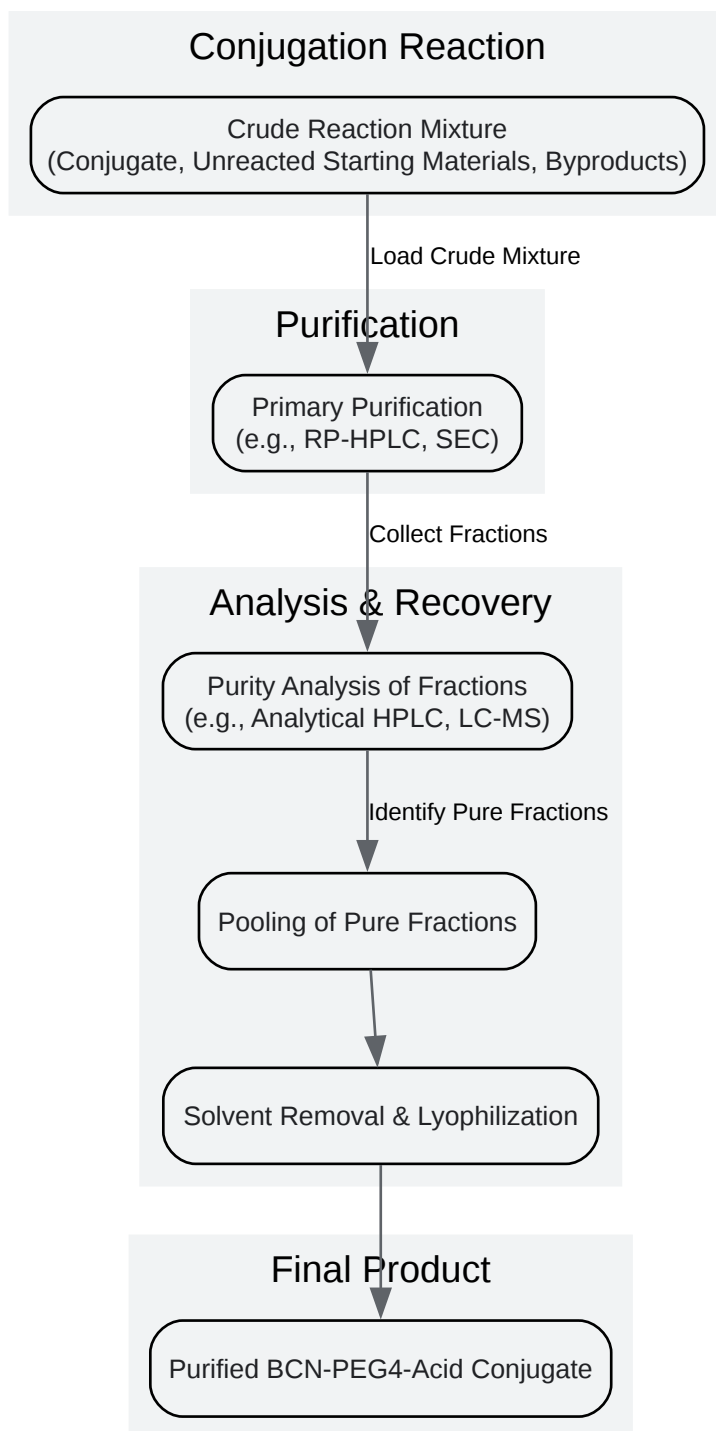 Conjugation Reaction
Crude Reaction Mixture
(Conjugate, Unreacted Starting Materials, Byproducts)
Load Crude Mixture
Purification
Primary Purification
(e.g., RP-HPLC, SEC)
Collect Fractions
Analysis & Recovery
Purity Analysis of Fractions
(e.g., Analytical HPLC, LC-MS)
Identify Pure Fractions
Pooling of Pure Fractions
Solvent Removal & Lyophilization
Final Product
Purified BCN-PEG4-Acid Conjugate